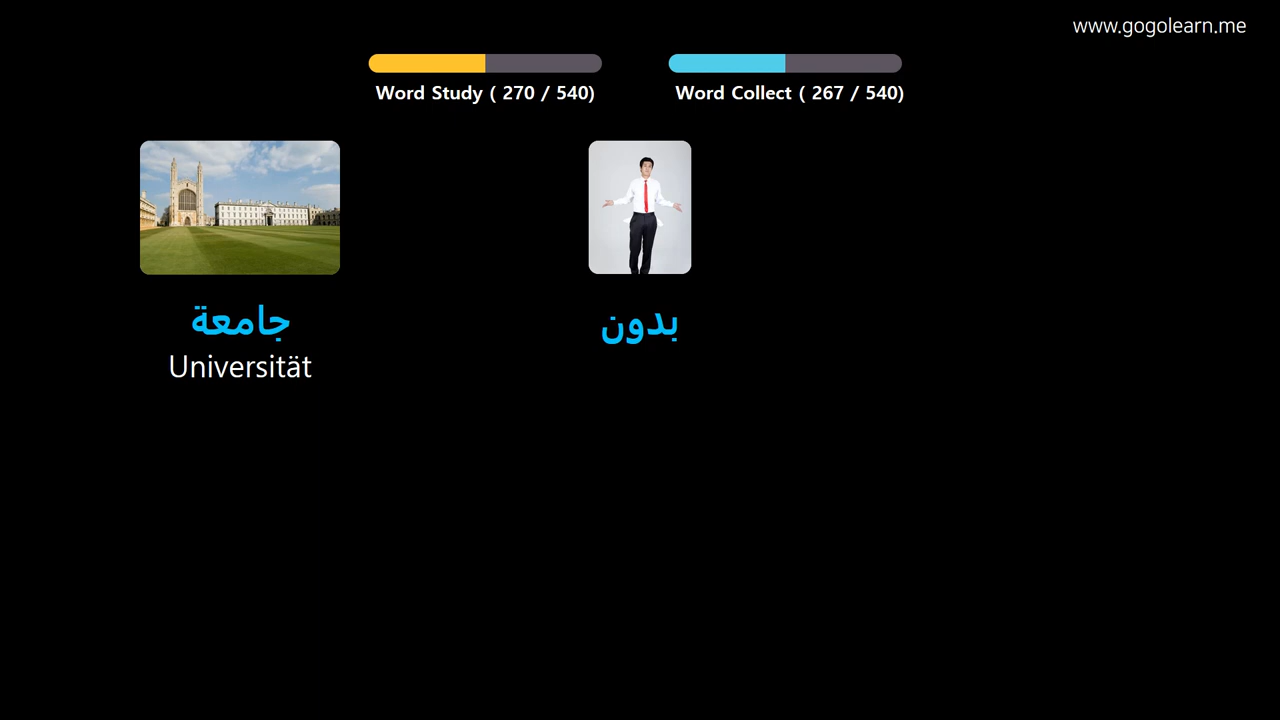 www.gogolearn.me
Word Study ( 270 / 540)
Word Collect ( 267 / 540)
جامعة
Universität
بدون